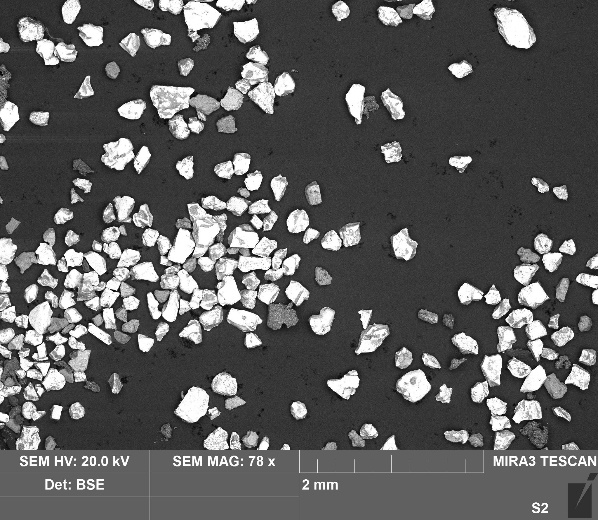 SEM HV: 20.0 kV SEM MAG: 78 x MIRA3 TESCAN
Det: BSE 2 mm
S2